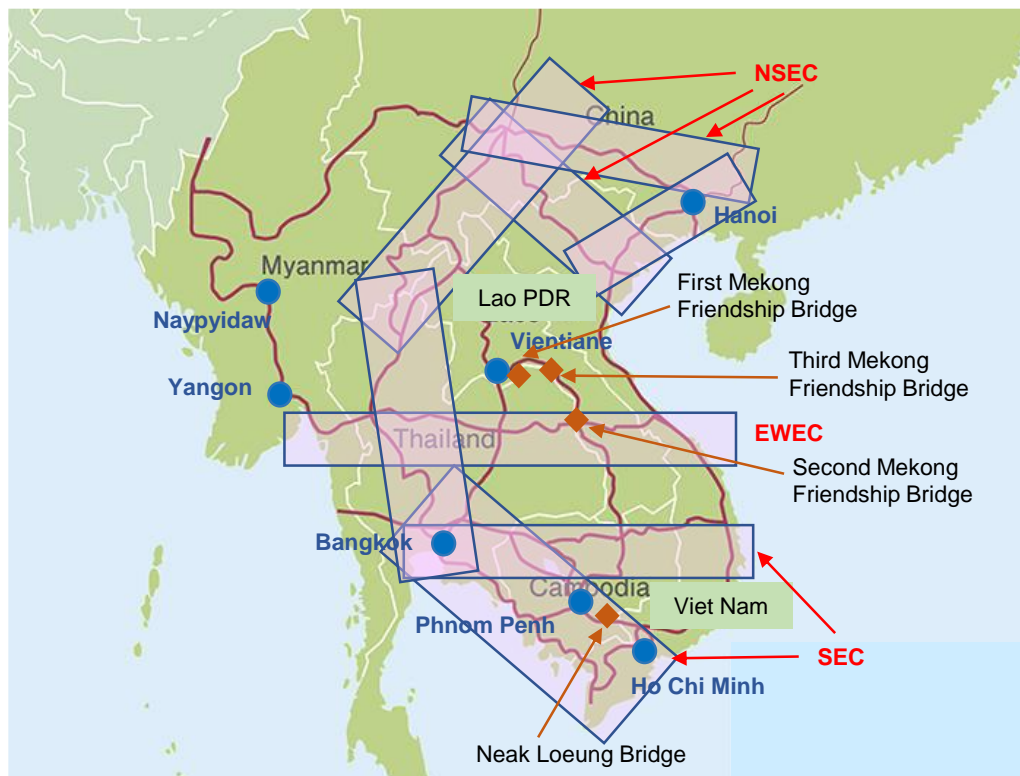 NSEC
China
Hanoi
Myanmar
Lao PDR
First Mekong
Friendship Bridge
Naypyidaw
Vientiane
Third Mekong
Friendship Bridge
Yangon
Thailand
EWEC
Second Mekong
Friendship Bridge
Bangkok
Cambodia
Viet Nam
Phnom Penh
SEC
Ho Chi Minh
Neak Loeung Bridge